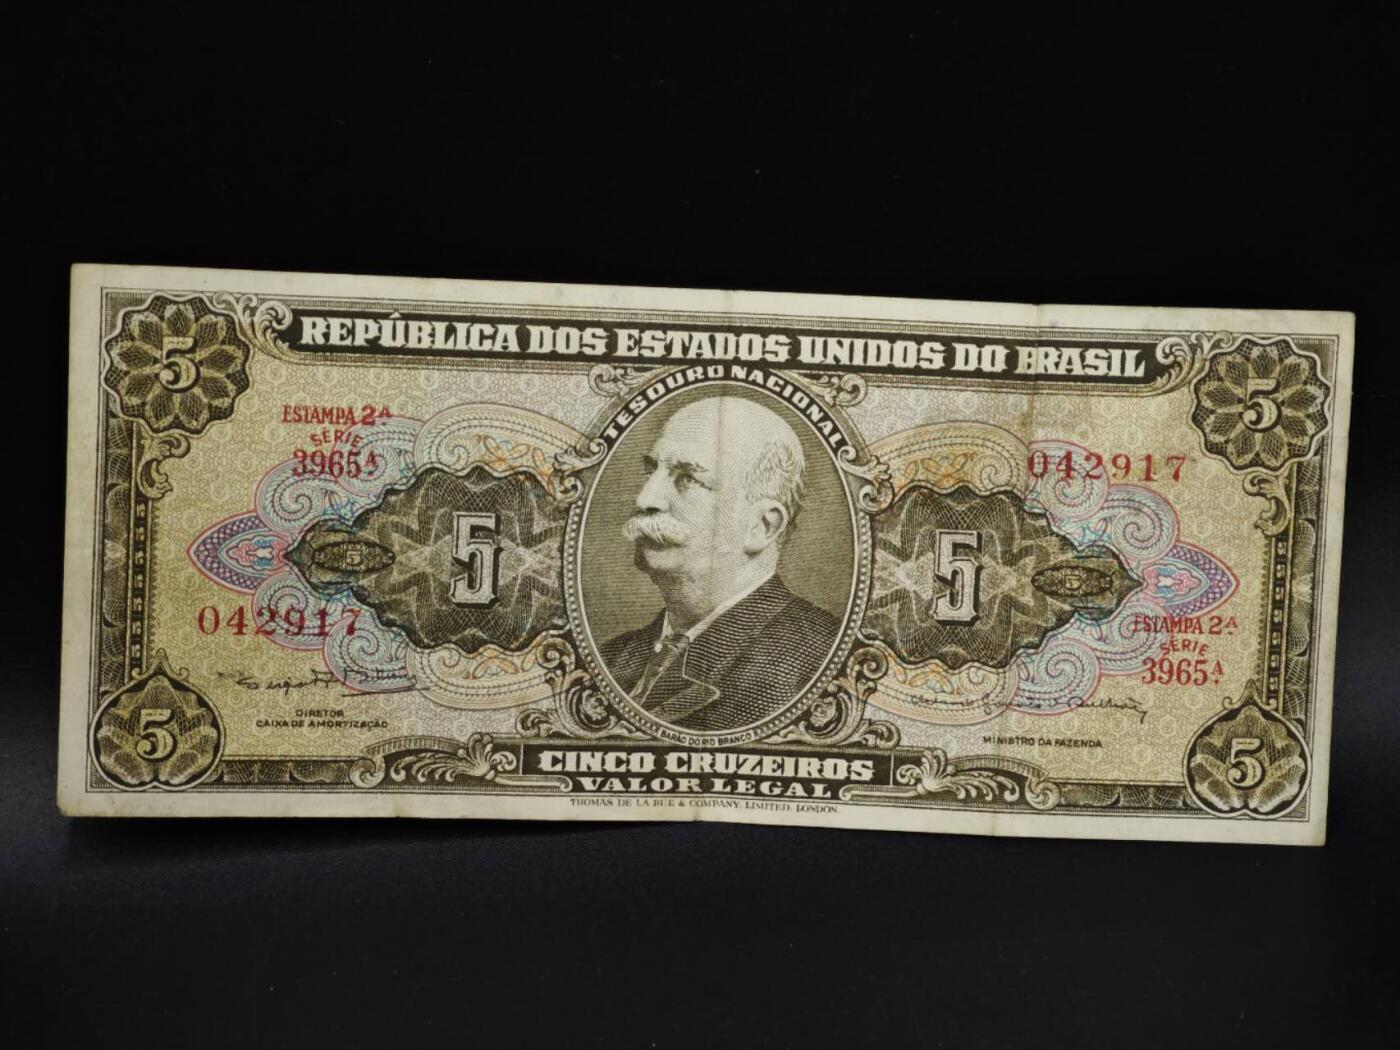 REPÚBLICA DOS ESTADOS UNIDOS DO BRASIL
TESOURO NACIONAL
5
5
ESTAMPA 2ª
SÉRIE
3965ª
042917
5
5
5
5
042917
ESTAMPA 2ª
SÉRIE
3965ª
DIRETOR
CAIXA DE AMORTIZAÇÃO
MINISTRO DA FAZENDA
BARÃO DO RIO BRANCO
5
5
CINCO CRUZEIROS
VALOR LEGAL
THOMAS DE LA RUE & COMPANY, LIMITED, LONDON.